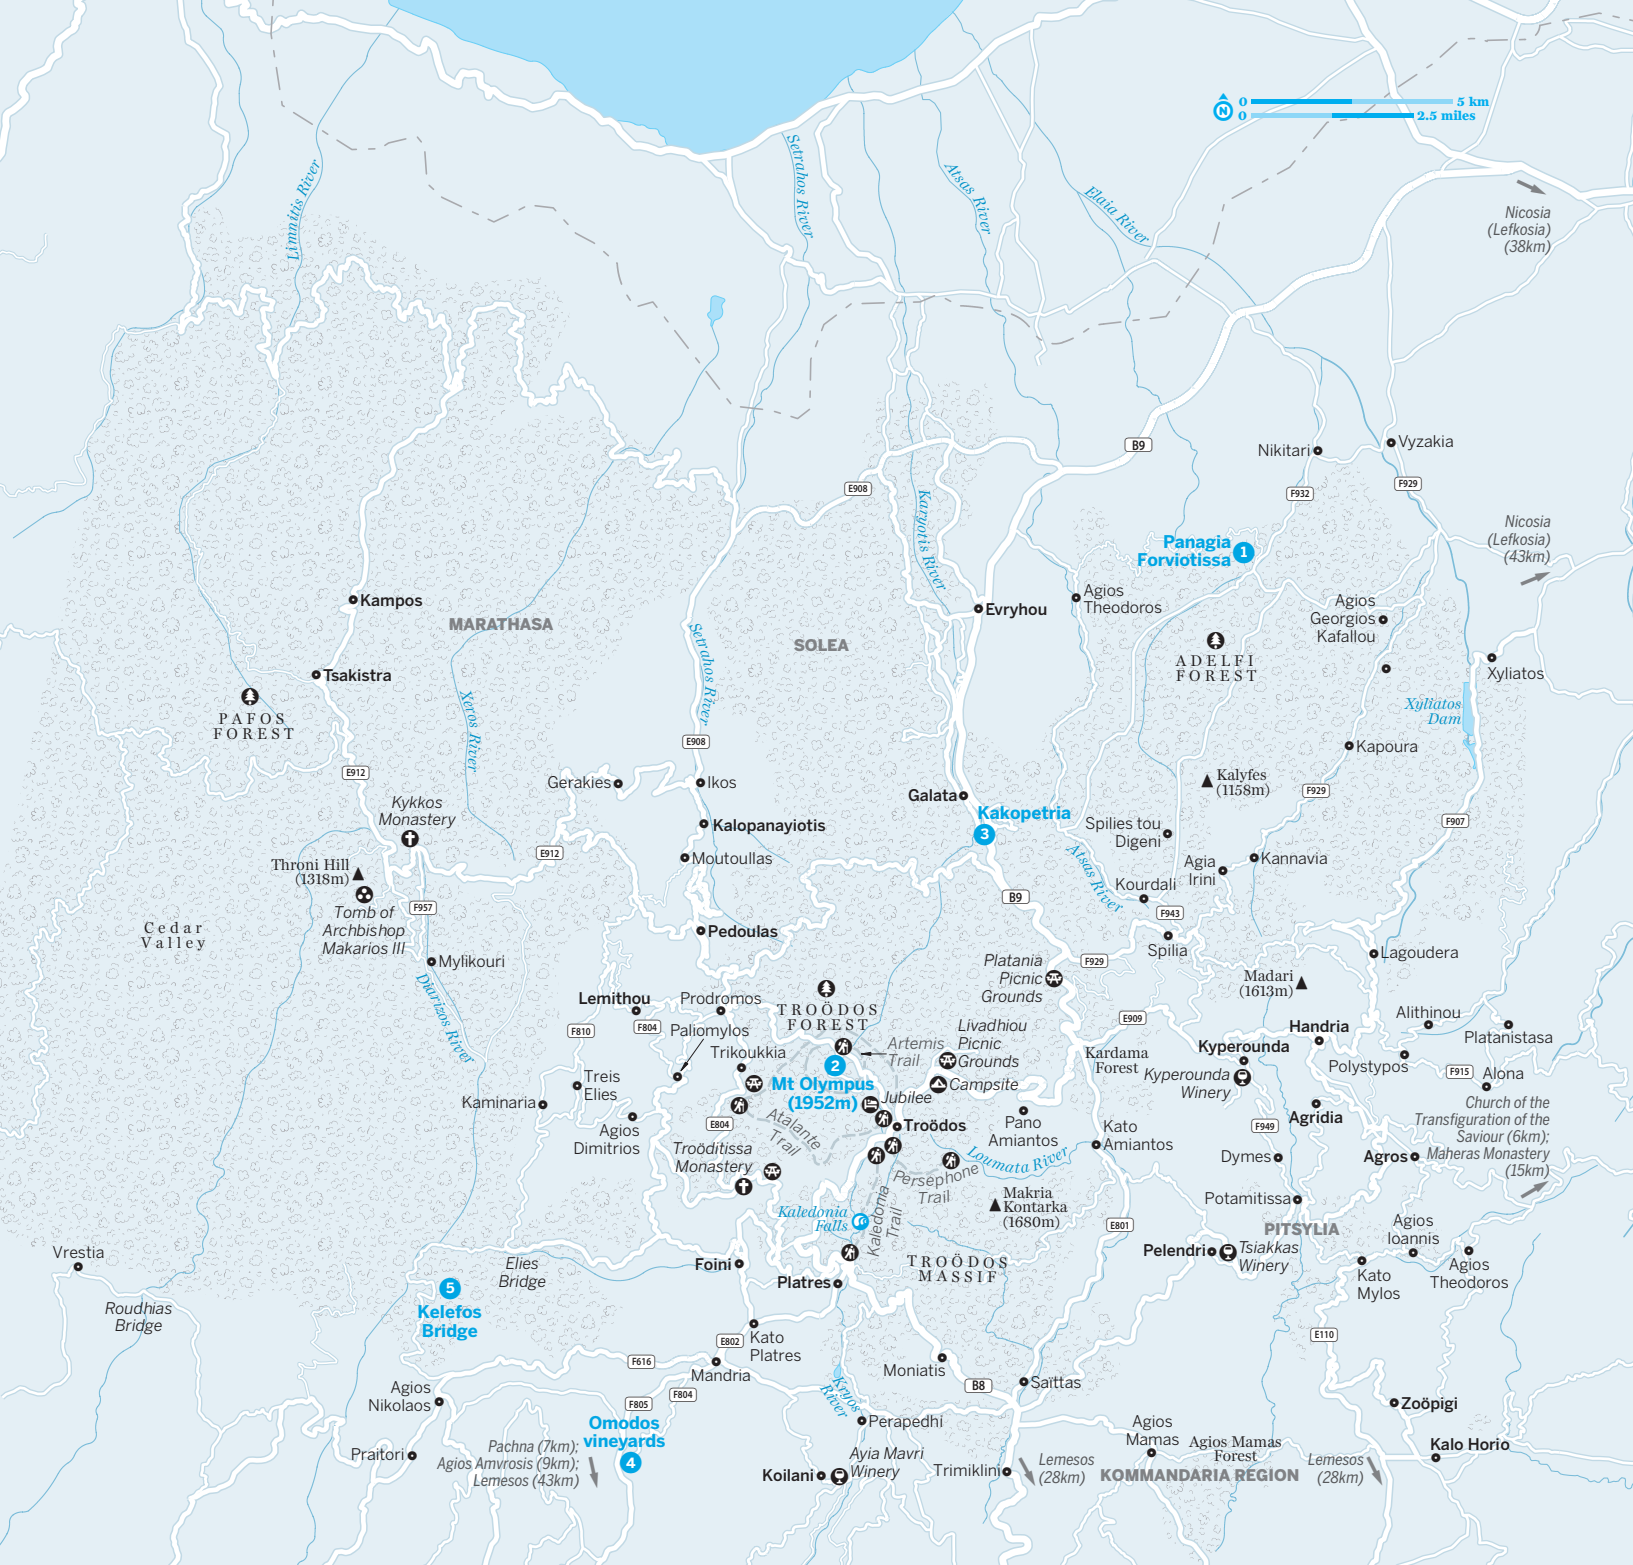 0
5 km
N
0
2.5 miles
Limnitis River
Setrahos River
Atsas River
Elaia River
Nicosia
(Lefkosia)
(38km)
B9
Nikitari
Vyzakia
E908
F932
F929
Karyotis River
Nicosia
(Lefkosia)
(43km)
Panagia
Forviotissa
1
Kampos
MARATHASA
Evryhou
Agios
Theodoros
Agios
Georgios
Kafallou
SOLEA
Setrahos River
ADELFI
FOREST
Tsakistra
Xyliatos
PAFOS
FOREST
Xeros River
Xyliatos
Dam
E908
Kapoura
E912
Gerakies
Ikos
Kalyfes
(1158m)
F929
Galata
Kakopetria
3
Kykkos
Monastery
Kalopanayiotis
Spilies tou
Digeni
F907
E912
Moutoullas
Atsas River
Agia
Irini
Kannavia
Throni Hill
(1318m)
Kourdali
B9
F957
F943
Tomb of
Archbishop
Makarios III
Cedar
Valley
Pedoulas
Spilia
Mylikouri
Platania
Picnic
Grounds
F929
Lagoudera
Diarizos River
Madari
(1613m)
Lemithou
Prodromos
TROÖDOS
FOREST
F810
F804
Paliomylos
Livadhiou
Picnic
Grounds
E909
Handria
Alithinou
Platanistasa
Trikoukkia
Artemis
Trail
Kardama
Forest
Kyperounda
Polystypos
2
Mt Olympus
(1952m)
Campsite
Kyperounda
Winery
F915
Alona
Treis
Elies
Jubilee
Kaminaria
Agios
Dimitrios
E804
Atalante
Trail
Troödos
Pano
Amiantos
Kato
Amiantos
Agridia
F949
Church of the
Transfiguration of the
Saviour (6km);
Maheras Monastery
(15km)
Troöditissa
Monastery
Loumata River
Dymes
Agros
Persephone
Trail
Makria
Kontarka
(1680m)
Potamitissa
Kaledonia
Falls
Kaledonia
Trail
E801
PITSYLIA
Agios
Ioannis
Vrestia
Elies
Bridge
Foini
TROÖDOS
MASSIF
Pelendri
Tsiakkas
Winery
Agios
Theodoros
5
Kelefos
Bridge
Platres
Kato
Mylos
Roudhias
Bridge
Kato
Platres
E802
E110
F616
Mandria
Moniatis
Agios
Nikolaos
F804
F805
Kryos
River
B8
Saïttas
Zoöpigi
Omodos
vineyards
4
Perapedhi
Agios
Mamas
Agios Mamas
Forest
Kalo Horio
Praitori
Pachna (7km);
Agios Amvrosis (9km);
Lemesos (43km)
Koilani
Ayia Mavri
Winery
Trimiklini
Lemesos
(28km)
KOMMANDARIA REGION
Lemesos
(28km)